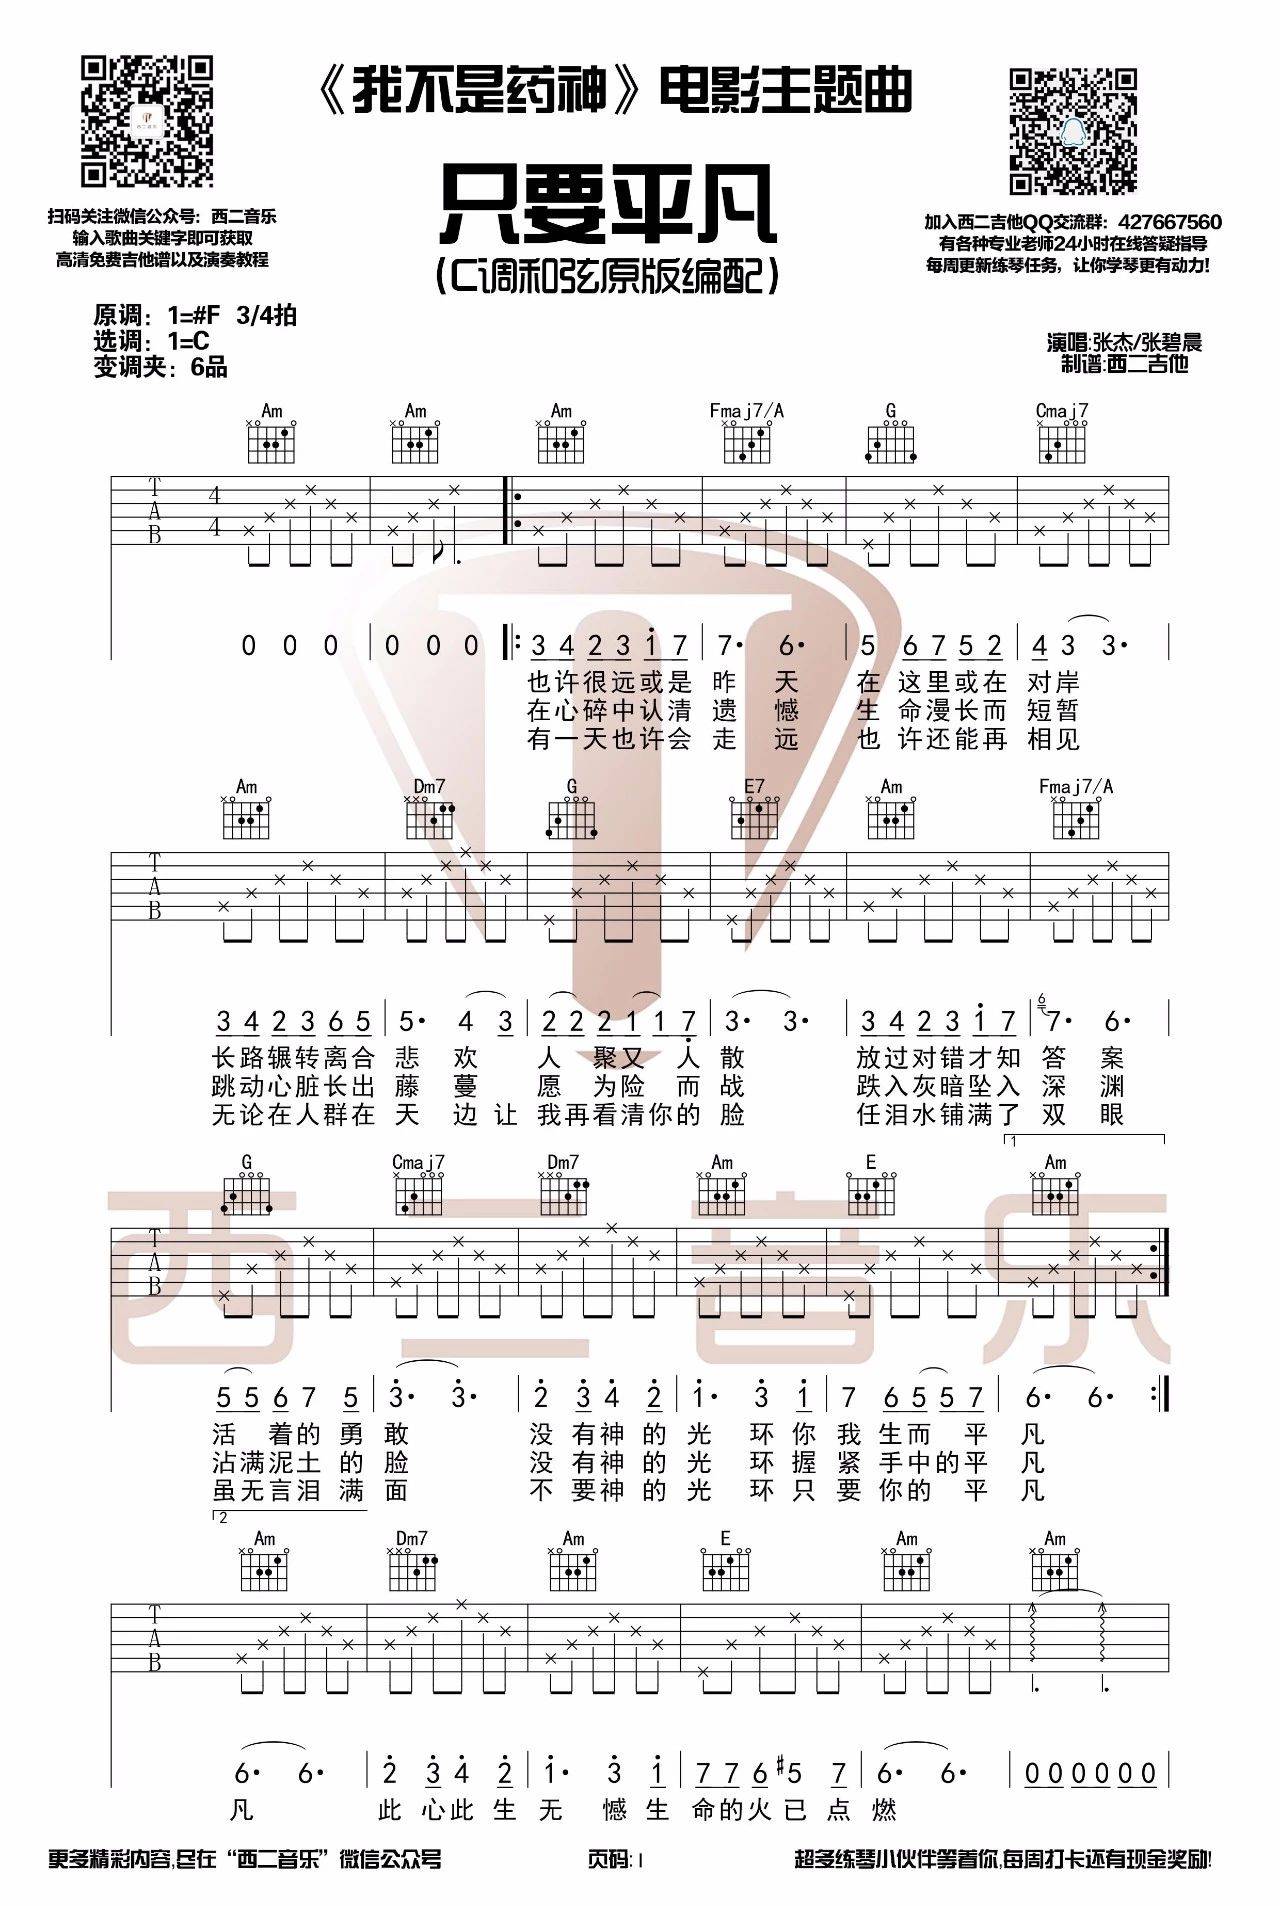 《我不是药神》电影主题曲
只要平凡
(C调和弦原版编配)
扫码关注微信公众号：西二音乐
输入歌曲关键字即可获取
高清免费吉他谱以及演奏教程
加入西二吉他QQ交流群：427667560
有各种专业老师24小时在线答疑指导
每周更新练琴任务，让你学琴更有动力!
原调：1=#F 3/4拍
选调：1=C
变调夹：6品
演唱:张杰/张碧晨
制谱:西二吉他
Am Am Am Fmaj7/A G Cmaj7
T A B 4 4
0 0 0 0 0 0 3 4 2 3 1 7 7· 6· 5 6 7 5 2 4 3 3·
也许很远或是昨天在这里或在对岸
在心碎中认清遗憾生命漫长而短暂
有一天也许会走远也许还能再相见
Am Dm7 G E7 Am Fmaj7/A
T A B
3 4 2 3 6 5 5· 4 3 2 2 2 1 1 7 3· 3· 3 4 2 3 1 7 6 7· 6·
长路辗转离合悲欢人聚又人散放过对错才知答案
跳动心脏长出藤蔓愿为险而战跌入灰暗坠入深渊
无论在人群在天边让我再看清你的脸任泪水铺满了双眼
1
G Cmaj7 Dm7 Am E Am
T A B
5 5 6 7 5 3· 3· 2 3 4 2 1· 3 1 7 6 5 5 7 6· 6·
活着的勇敢没有神的光环你我生而平凡
沾满泥土的脸没有神的光环握紧手中的平凡
虽无言泪满面不要神的光环只要你的平凡
2
Am Dm7 Am E Am Am
T A B
6· 6· 2 3 4 2 1· 3 1 7 7 6 #5 7 6· 6· 0 0 0 0 0 0
凡此心此生无憾生命的火已点燃
西二音乐
更多精彩内容,尽在“西二音乐”微信公众号
页码:1
超多练琴小伙伴等着你,每周打卡还有现金奖励!